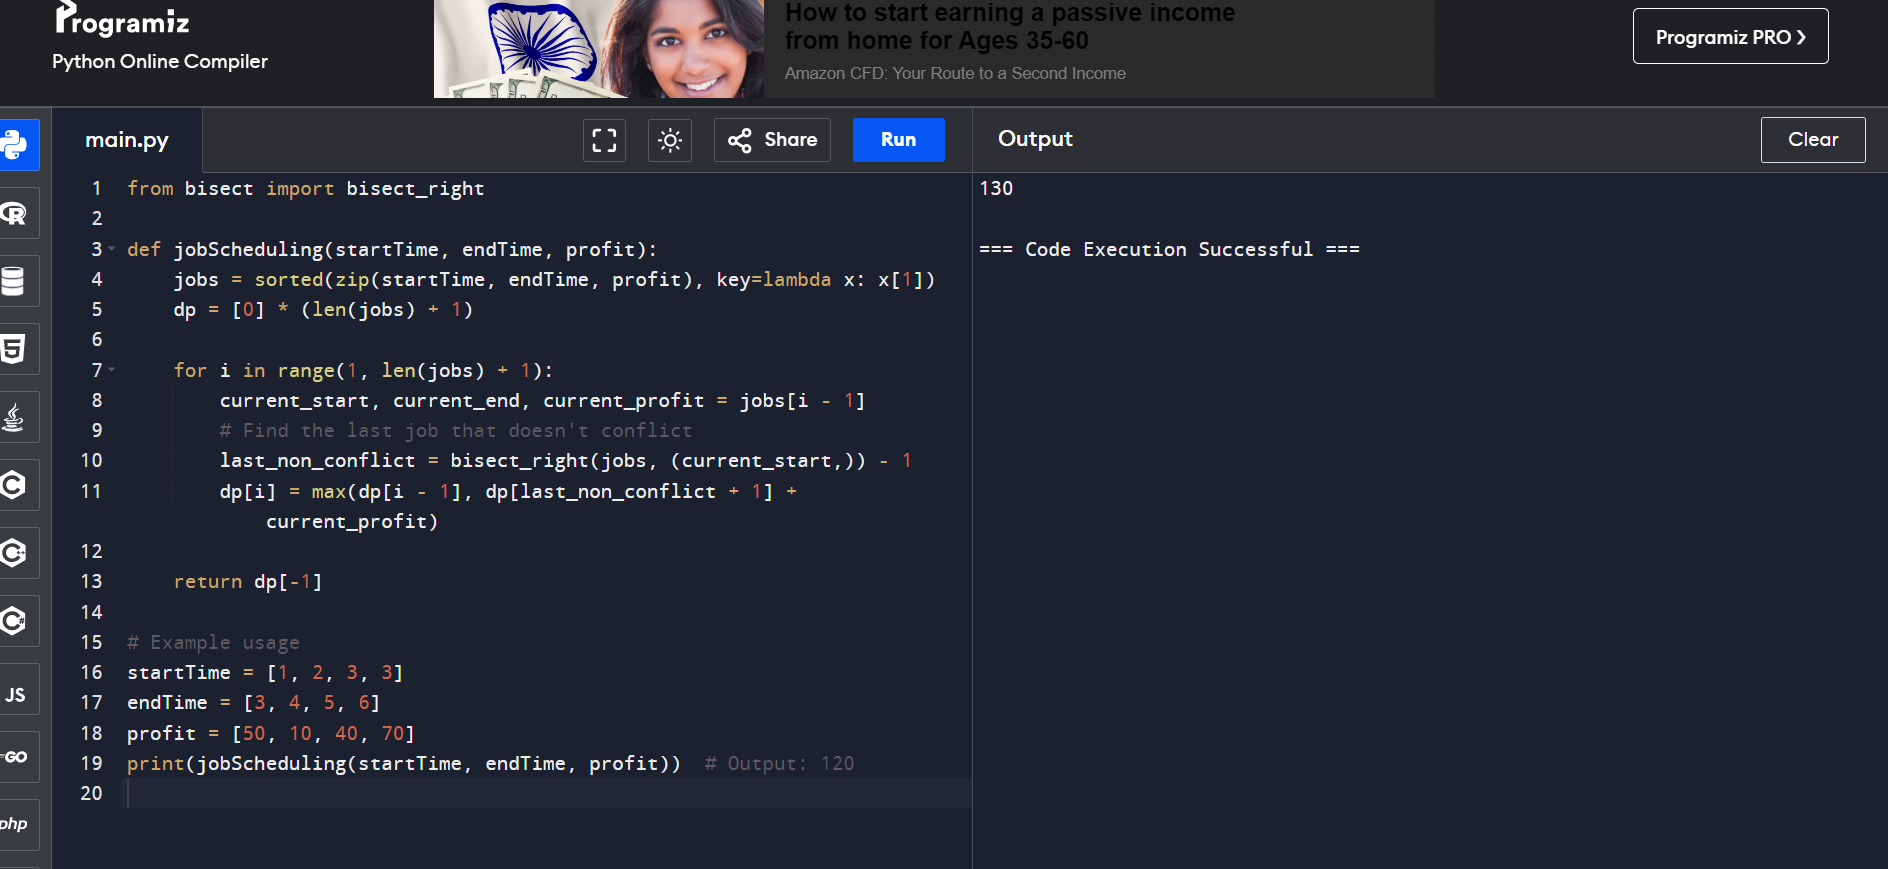 Programiz
Python Online Compiler
How to start earning a passive income
from home for Ages 35-60
Amazon CFD: Your Route to a Second Income
Programiz PRO ❯
main.py
Share
Run
Output
Clear
1 from bisect import bisect_right
2
3 def jobScheduling(startTime, endTime, profit):
4     jobs = sorted(zip(startTime, endTime, profit), key=lambda x: x[1])
5     dp = [0] * (len(jobs) + 1)
6
7     for i in range(1, len(jobs) + 1):
8         current_start, current_end, current_profit = jobs[i - 1]
9         # Find the last job that doesn't conflict
10         last_non_conflict = bisect_right(jobs, (current_start,)) - 1
11         dp[i] = max(dp[i - 1], dp[last_non_conflict + 1] +
            current_profit)
12
13     return dp[-1]
14
15 # Example usage
16 startTime = [1, 2, 3, 3]
17 endTime = [3, 4, 5, 6]
18 profit = [50, 10, 40, 70]
19 print(jobScheduling(startTime, endTime, profit))  # Output: 120
20
130
=== Code Execution Successful ===
R
5
C
C
C#
JS
GO
php